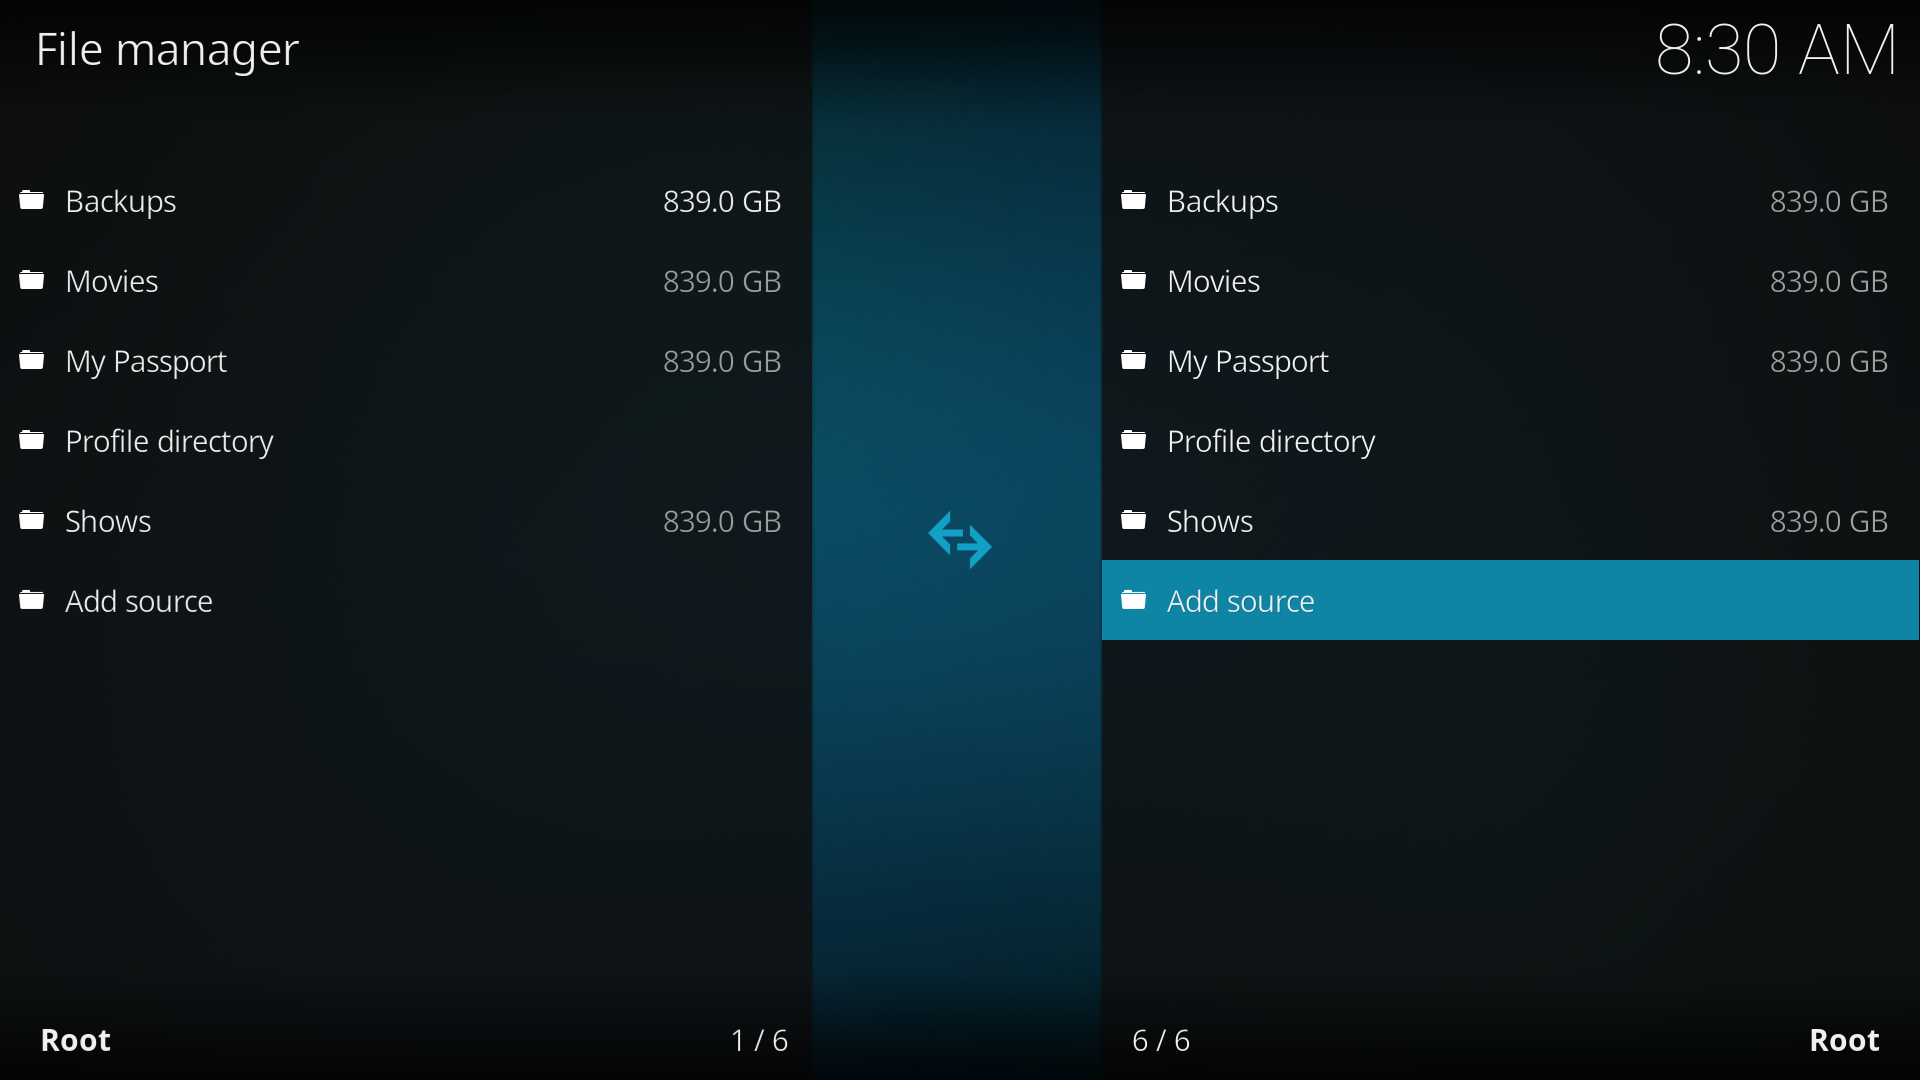 File manager
8:30 AM
Backups 839.0 GB
Movies 839.0 GB
My Passport 839.0 GB
Profile directory
Shows 839.0 GB
Add source
Backups 839.0 GB
Movies 839.0 GB
My Passport 839.0 GB
Profile directory
Shows 839.0 GB
Add source
Root 1 / 6
6 / 6 Root